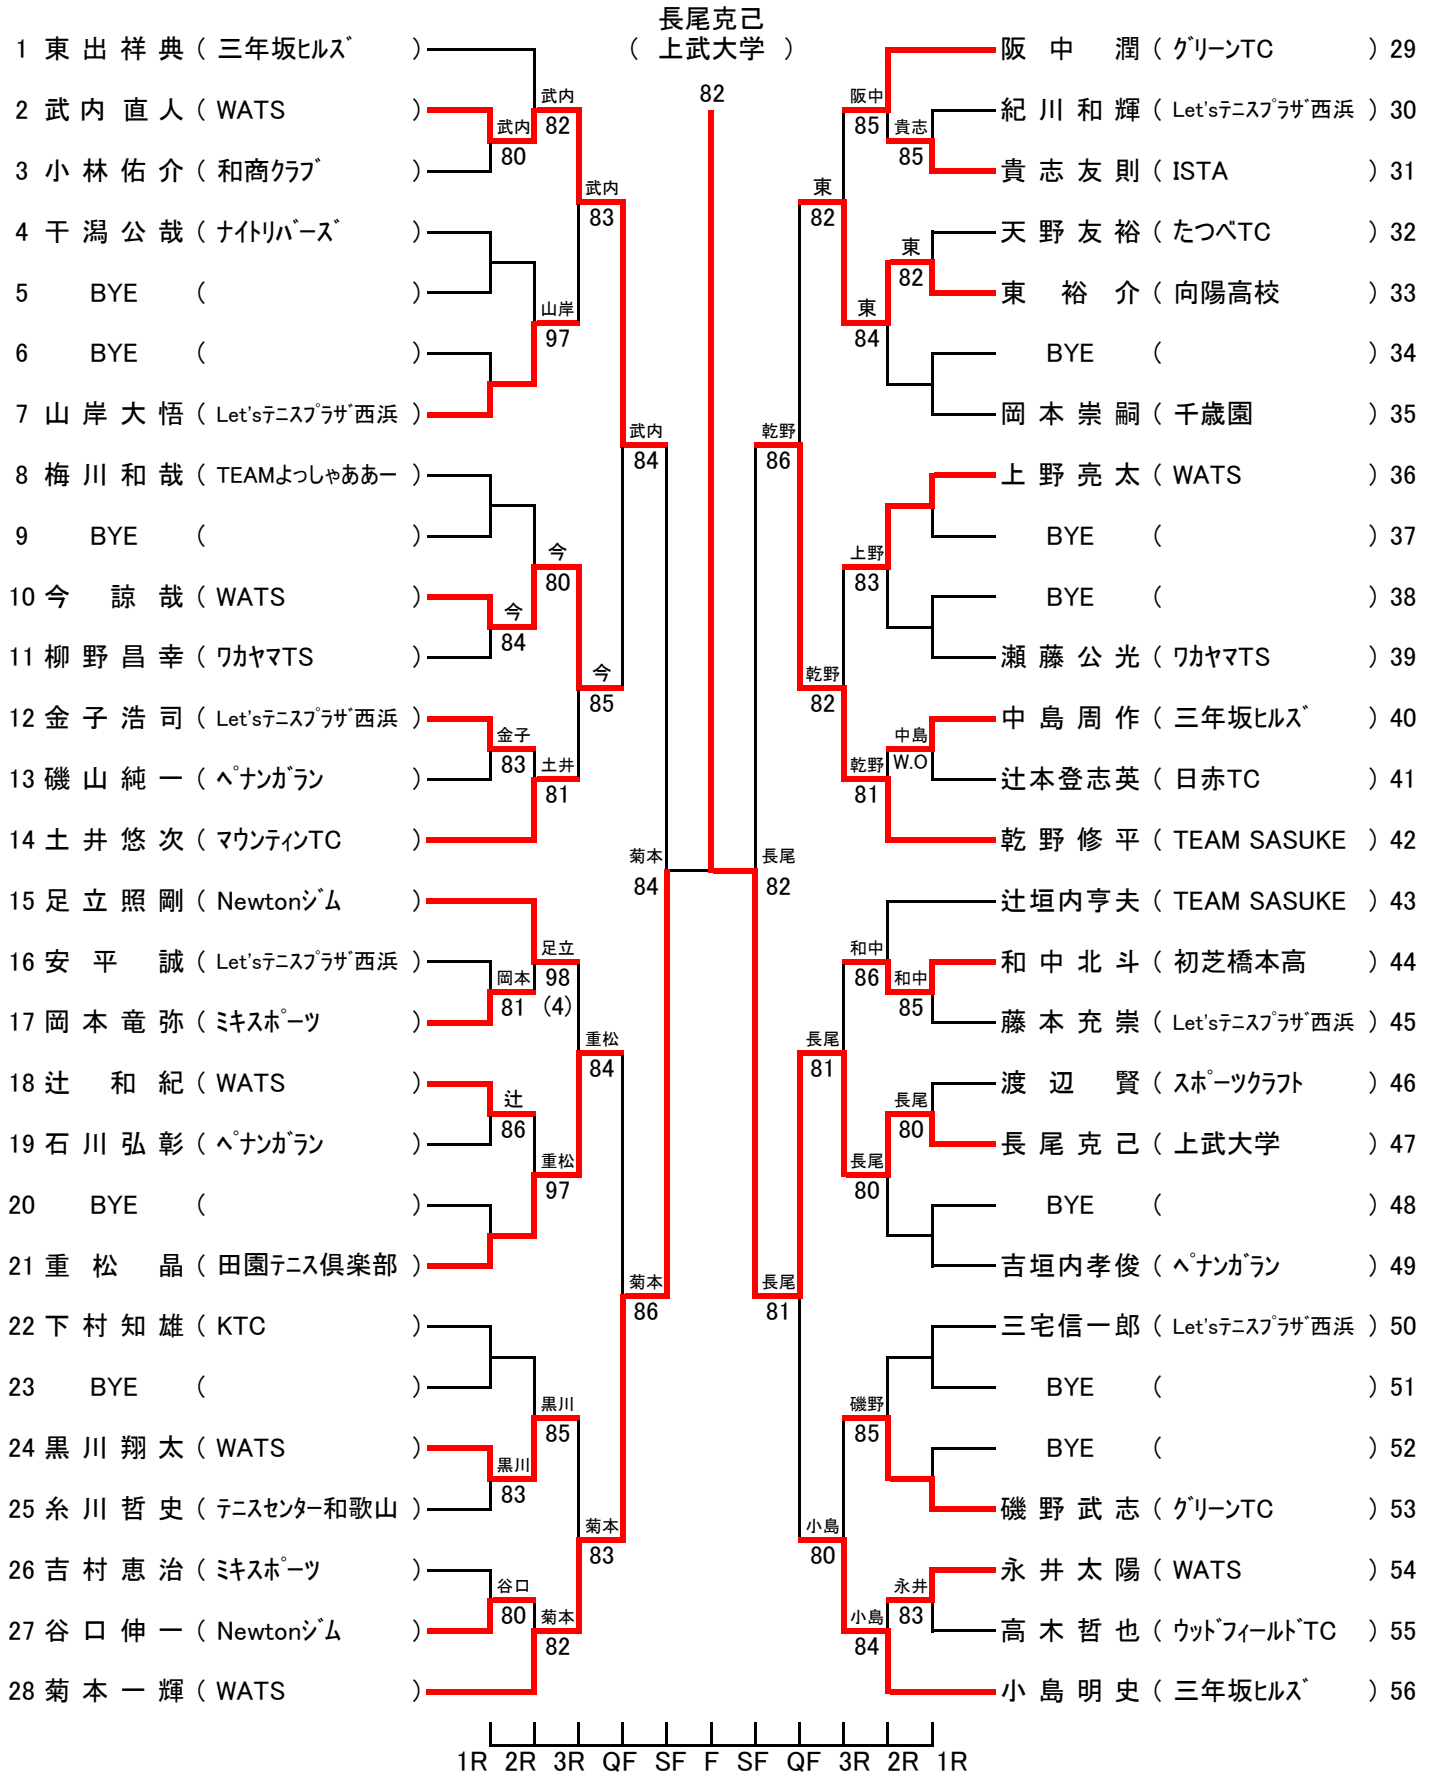 長尾克己
( 上武大学 )
82
1 東 出 祥 典 ( 三年坂ﾋﾙｽﾞ )
2 武 内 直 人 ( WATS )
3 小 林 佑 介 ( 和商ｸﾗﾌﾞ )
4 干 潟 公 哉 ( ﾅｲﾄﾘﾊﾞｰｽﾞ )
5 BYE ( )
6 BYE ( )
7 山 岸 大 悟 ( Let'sﾃﾆｽﾌﾟﾗｻﾞ西浜 )
8 梅 川 和 哉 ( TEAMよっしゃああー )
9 BYE ( )
10 今 諒 哉 ( WATS )
11 柳 野 昌 幸 ( ﾜｶﾔﾏTS )
12 金 子 浩 司 ( Let'sﾃﾆｽﾌﾟﾗｻﾞ西浜 )
13 磯 山 純 一 ( ﾍﾟﾅﾝｶﾞﾗﾝ )
14 土 井 悠 次 ( ﾏｳﾝﾃｨﾝTC )
15 足 立 照 剛 ( Newtonｼﾞﾑ )
16 安 平 誠 ( Let'sﾃﾆｽﾌﾟﾗｻﾞ西浜 )
17 岡 本 竜 弥 ( ﾐｷｽﾎﾟｰﾂ )
18 辻 和 紀 ( WATS )
19 石 川 弘 彰 ( ﾍﾟﾅﾝｶﾞﾗﾝ )
20 BYE ( )
21 重 松 晶 ( 田園ﾃﾆｽ倶楽部 )
22 下 村 知 雄 ( KTC )
23 BYE ( )
24 黒 川 翔 太 ( WATS )
25 糸 川 哲 史 ( ﾃﾆｽｾﾝﾀｰ和歌山 )
26 吉 村 恵 治 ( ﾐｷｽﾎﾟｰﾂ )
27 谷 口 伸 一 ( Newtonｼﾞﾑ )
28 菊 本 一 輝 ( WATS )
武内
80
今
84
金子
83
岡本
81
辻
86
黒川
83
谷口
80
武内
82
山岸
97
今
80
土井
81
足立
98
(4)
重松
97
黒川
85
菊本
82
武内
83
今
85
重松
84
菊本
83
武内
84
菊本
86
菊本
84
長尾
82
乾野
86
長尾
81
東
82
乾野
82
長尾
81
小島
80
阪中
85
東
84
上野
83
乾野
81
和中
86
長尾
80
磯野
85
小島
84
貴志
85
東
82
中島
W.O
和中
85
長尾
80
永井
83
阪 中 潤 ( ｸﾞﾘｰﾝTC ) 29
紀 川 和 輝 ( Let'sﾃﾆｽﾌﾟﾗｻﾞ西浜 ) 30
貴 志 友 則 ( ISTA ) 31
天 野 友 裕 ( たつべTC ) 32
東 裕 介 ( 向陽高校 ) 33
BYE ( ) 34
岡 本 崇 嗣 ( 千歳園 ) 35
上 野 亮 太 ( WATS ) 36
BYE ( ) 37
BYE ( ) 38
瀬 藤 公 光 ( ﾜｶﾔﾏTS ) 39
中 島 周 作 ( 三年坂ﾋﾙｽﾞ ) 40
辻本登志英 ( 日赤TC ) 41
乾 野 修 平 ( TEAM SASUKE ) 42
辻垣内亨夫 ( TEAM SASUKE ) 43
和 中 北 斗 ( 初芝橋本高 ) 44
藤 本 充 崇 ( Let'sﾃﾆｽﾌﾟﾗｻﾞ西浜 ) 45
渡 辺 賢 ( ｽﾎﾟｰﾂｸﾗﾌﾄ ) 46
長 尾 克 己 ( 上武大学 ) 47
BYE ( ) 48
吉垣内孝俊 ( ﾍﾟﾅﾝｶﾞﾗﾝ ) 49
三宅信一郎 ( Let'sﾃﾆｽﾌﾟﾗｻﾞ西浜 ) 50
BYE ( ) 51
BYE ( ) 52
磯 野 武 志 ( ｸﾞﾘｰﾝTC ) 53
永 井 太 陽 ( WATS ) 54
高 木 哲 也 ( ｳｯﾄﾞﾌｨｰﾙﾄﾞTC ) 55
小 島 明 史 ( 三年坂ﾋﾙｽﾞ ) 56
1R 2R 3R QF SF F SF QF 3R 2R 1R